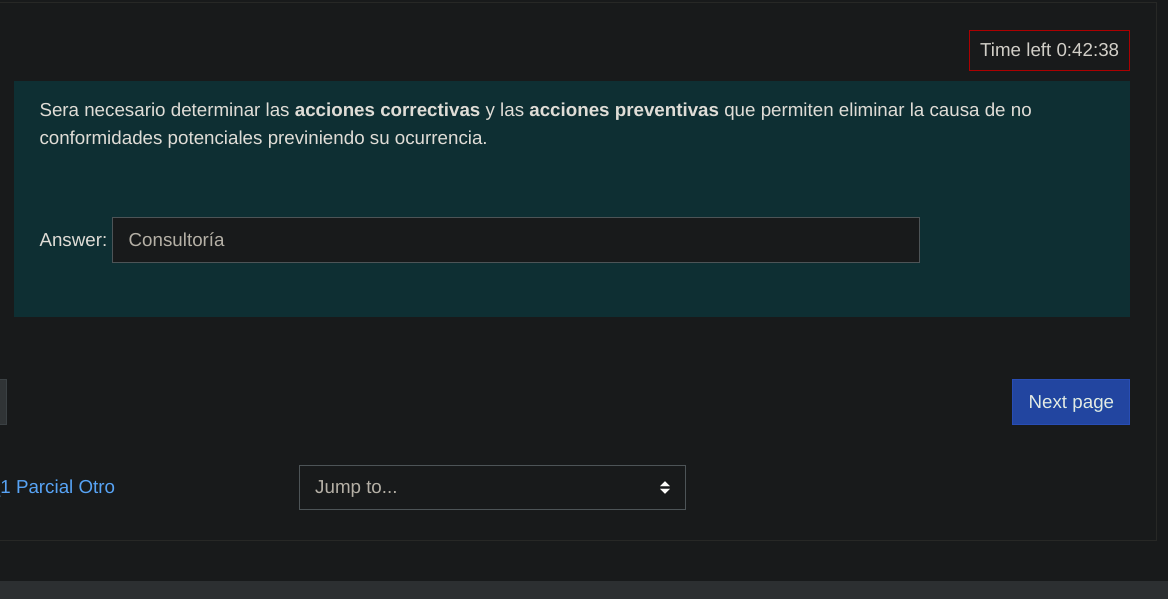 Time left 0:42:38
Sera necesario determinar las acciones correctivas y las acciones preventivas que permiten eliminar la causa de no
conformidades potenciales previniendo su ocurrencia.
Answer: Consultoría
Next page
1 Parcial Otro
Jump to...